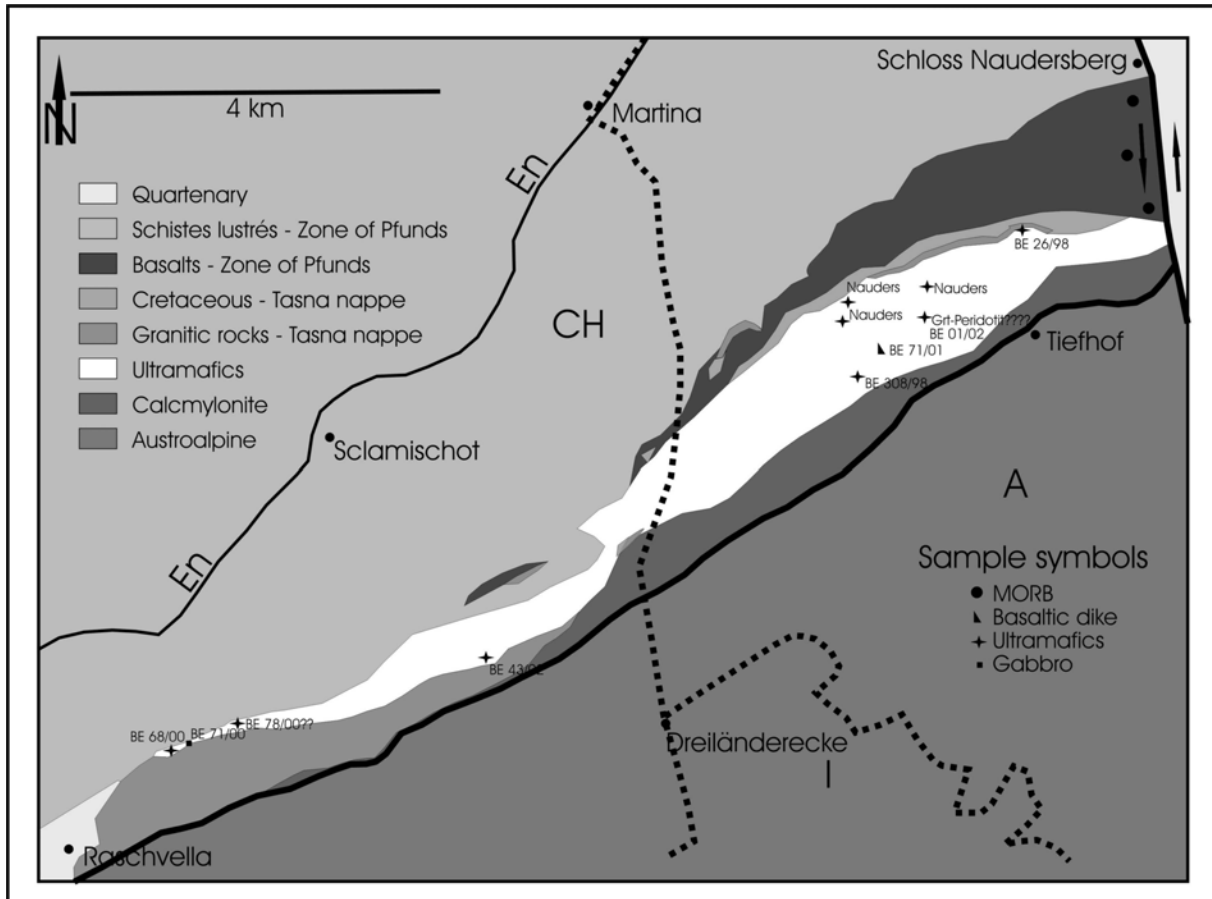 Schloss Naudersberg
N
4 km
Martina
En
Quartenary
Schistes lustrés - Zone of Pfunds
Basalts - Zone of Pfunds
Cretaceous - Tasna nappe
Granitic rocks - Tasna nappe
Ultramafics
Calcmylonite
Austroalpine
BE 26/98
Nauders
Nauders
Nauders
Grt-Peridotit????
BE 01/02
CH
Tiefhof
BE 71/01
BE 308/98
Sclamischot
A
En
Sample symbols
MORB
Basaltic dike
Ultramafics
Gabbro
BE 43/92
BE 78/00??
BE 68/00
BE 71/00
Dreiländerecke
I
Raschvella